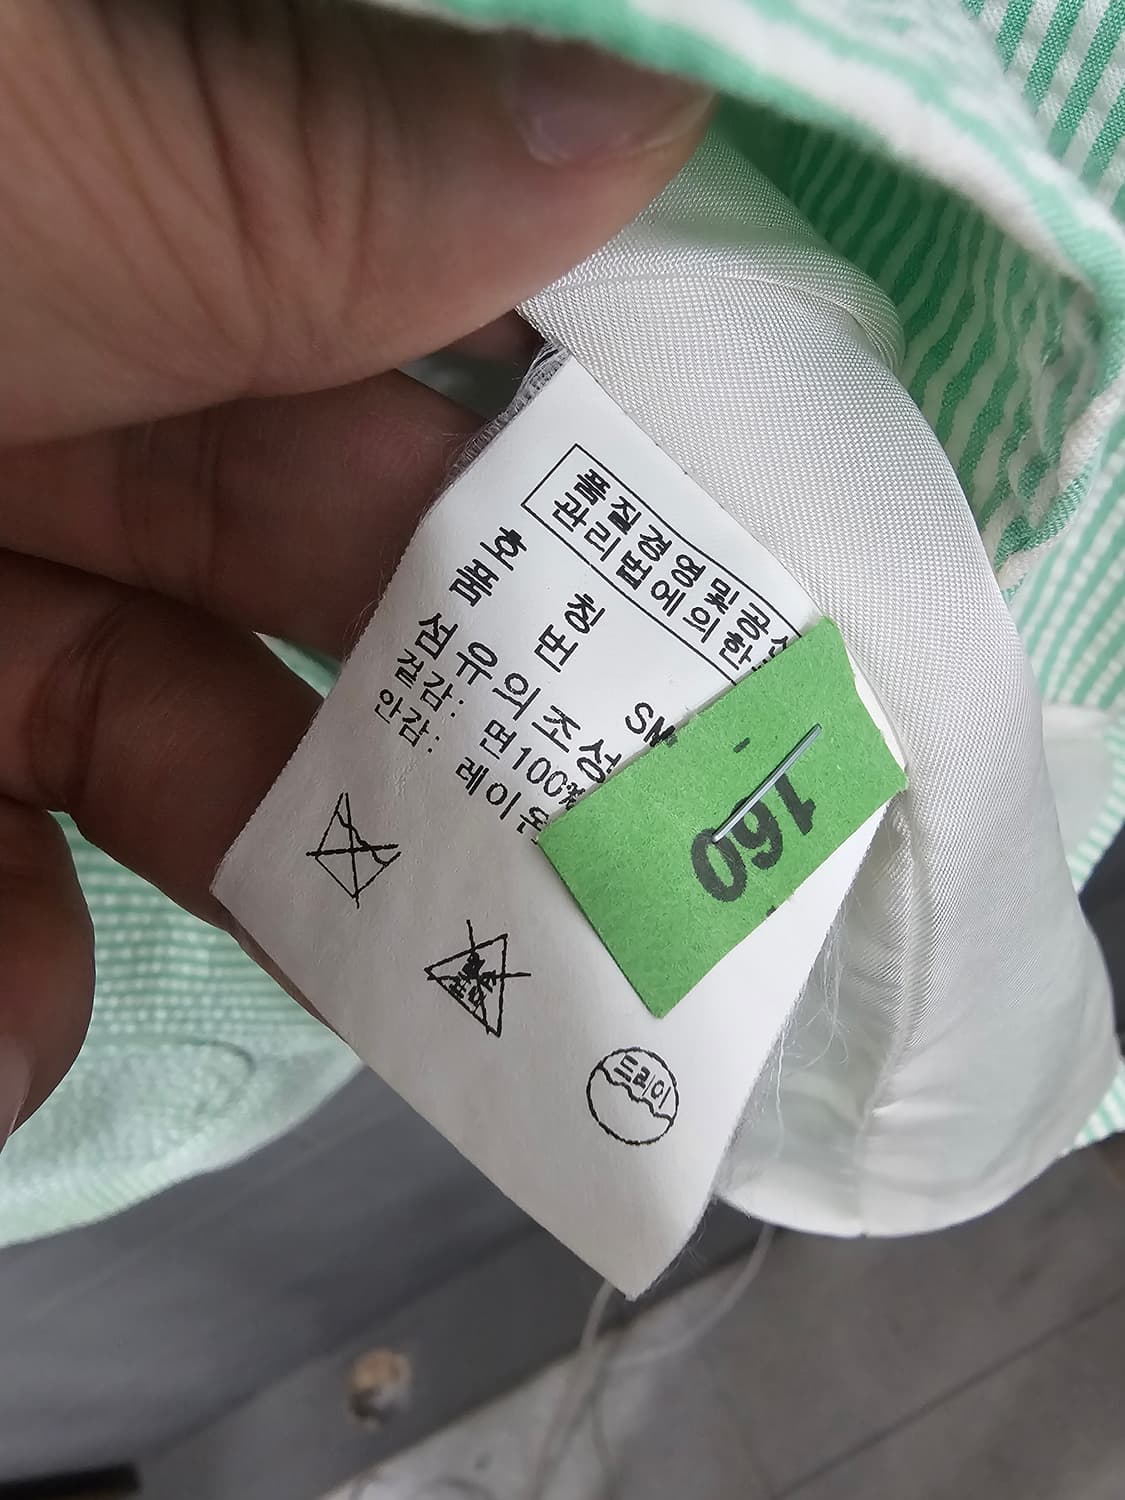 품질경영및공산
관리법에의한
호칭
품번 SM
섬유의조성
겉감: 면100%
안감: 레이온
드라이
160